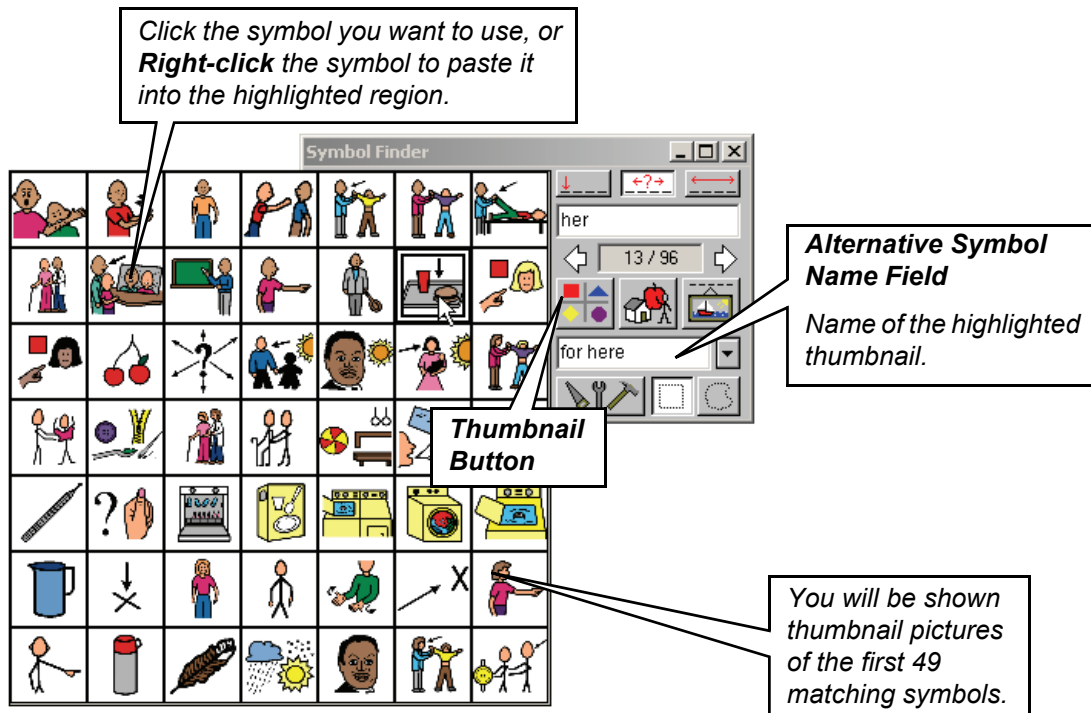 Click the symbol you want to use, or
Right-click the symbol to paste it
into the highlighted region.
Symbol Finder
?
her
13 / 96
Alternative Symbol
Name Field
Name of the highlighted
thumbnail.
for here
Thumbnail
Button
?
?
X
You will be shown
thumbnail pictures
of the first 49
matching symbols.